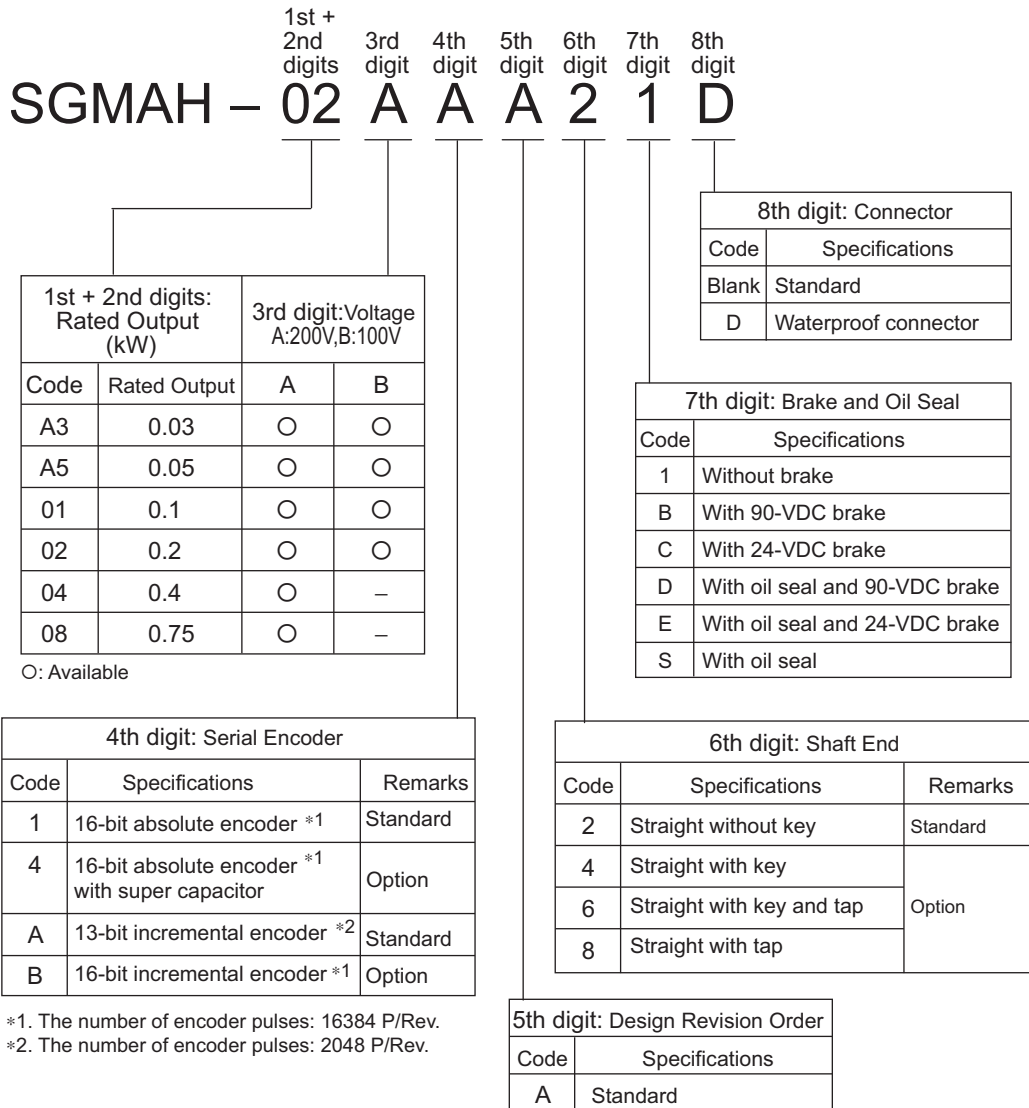 1st +
2nd
digits
3rd
digit
4th
digit
5th
digit
6th
digit
7th
digit
8th
digit
SGMAH – 02 A A A 2 1 D
8th digit: Connector
Code Specifications
Blank Standard
D Waterproof connector
1st + 2nd digits:
Rated Output
(kW)
3rd digit:Voltage
A:200V,B:100V
Code Rated Output A B
A3 0.03 O O
A5 0.05 O O
01 0.1 O O
02 0.2 O O
04 0.4 O –
08 0.75 O –
O: Available
7th digit: Brake and Oil Seal
Code Specifications
1 Without brake
B With 90-VDC brake
C With 24-VDC brake
D With oil seal and 90-VDC brake
E With oil seal and 24-VDC brake
S With oil seal
4th digit: Serial Encoder
Code Specifications Remarks
1 16-bit absolute encoder *1 Standard
4 16-bit absolute encoder *1
with super capacitor Option
A 13-bit incremental encoder *2 Standard
B 16-bit incremental encoder *1 Option
*1. The number of encoder pulses: 16384 P/Rev.
*2. The number of encoder pulses: 2048 P/Rev.
6th digit: Shaft End
Code Specifications Remarks
2 Straight without key Standard
4 Straight with key
6 Straight with key and tap Option
8 Straight with tap
5th digit: Design Revision Order
Code Specifications
A Standard